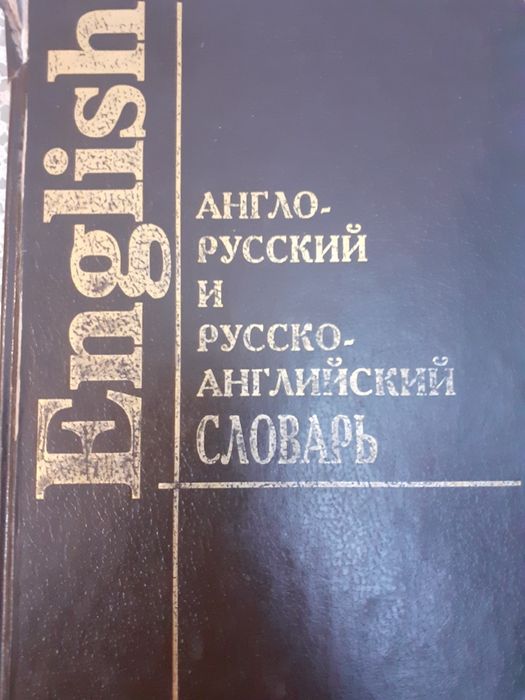 English
АНГЛО-
РУССКИЙ
И
РУССКО-
АНГЛИЙСКИЙ
СЛОВАРЬ